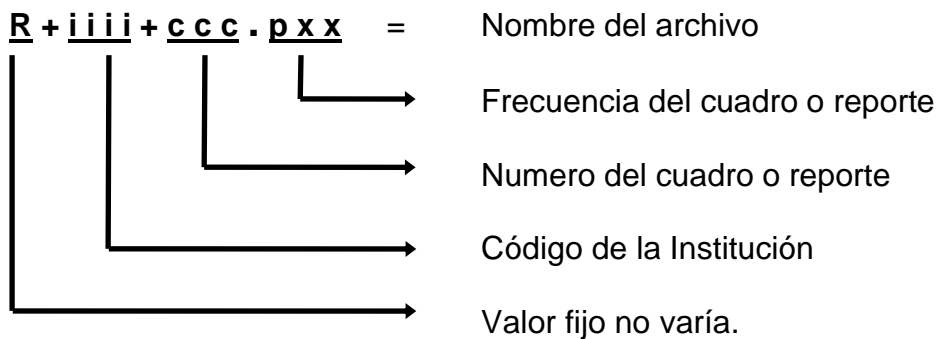 R + i i i i + c c c . p x x = Nombre del archivo
Frecuencia del cuadro o reporte
Numero del cuadro o reporte
Código de la Institución
Valor fijo no varía.